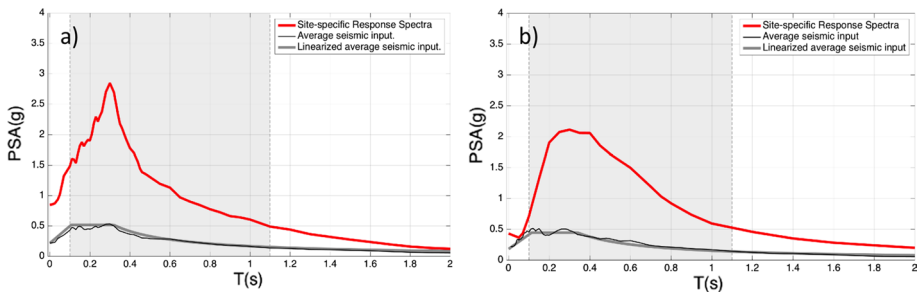 a)
Site-specific Response Spectra
Average seismic input.
Linearized average seismic input.
PSA(g)
4
3.5
3
2.5
2
1.5
1
0.5
0
0 0.2 0.4 0.6 0.8 1 1.2 1.4 1.6 1.8 2
T(s)
b)
Site-specific Response Spectra
Average seismic input
Linearized average seismic input
PSA(g)
4
3.5
3
2.5
2
1.5
1
0.5
0
0 0.2 0.4 0.6 0.8 1 1.2 1.4 1.6 1.8 2
T(s)